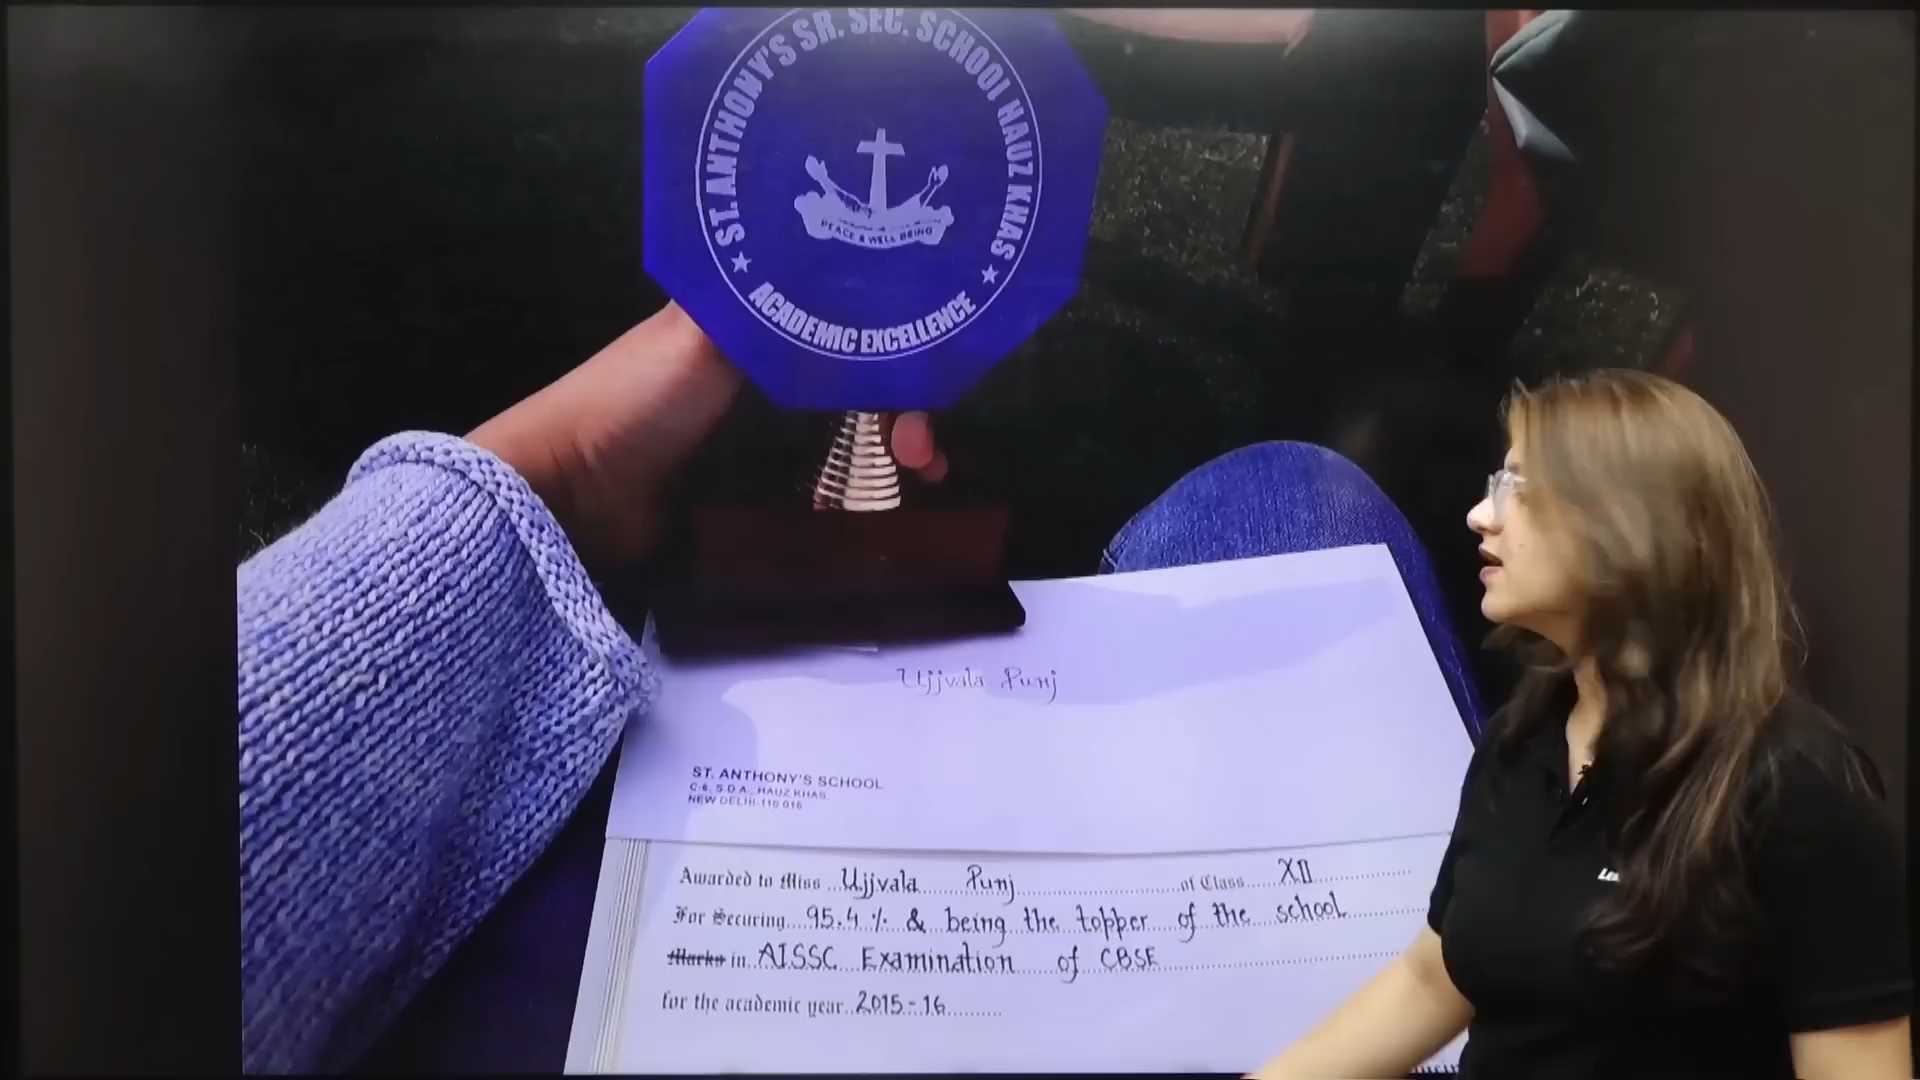 ST. ANTHONY'S SR. SEC. SCHOOL HAUZ KHAS
PEACE & WELL BEING
ACADEMIC EXCELLENCE
Ujjvala Punj
ST. ANTHONY'S SCHOOL
C-6, S.D.A., HAUZ KHAS,
NEW DELHI-110 016
Awarded to Miss Ujjvala Punj of Class XII
For Securing 95.4 % & being the topper of the school
Marks in AISSC Examination of CBSE
for the academic year 2015-16